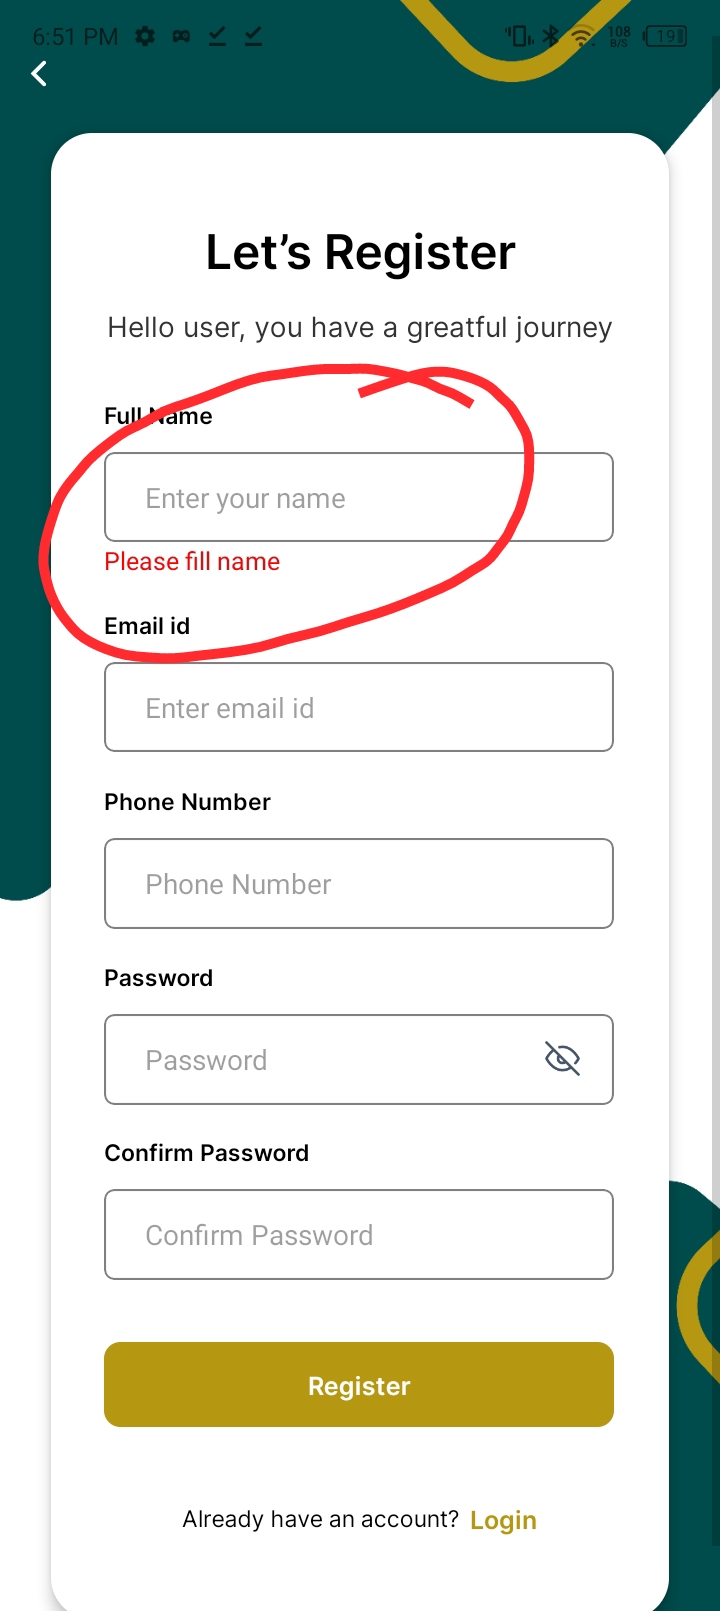 6:51 PM 108 B/S 19
Let's Register
Hello user, you have a greatful journey
Full Name
Enter your name
Please fill name
Email id
Enter email id
Phone Number
Phone Number
Password
Password
Confirm Password
Confirm Password
Register
Already have an account? Login